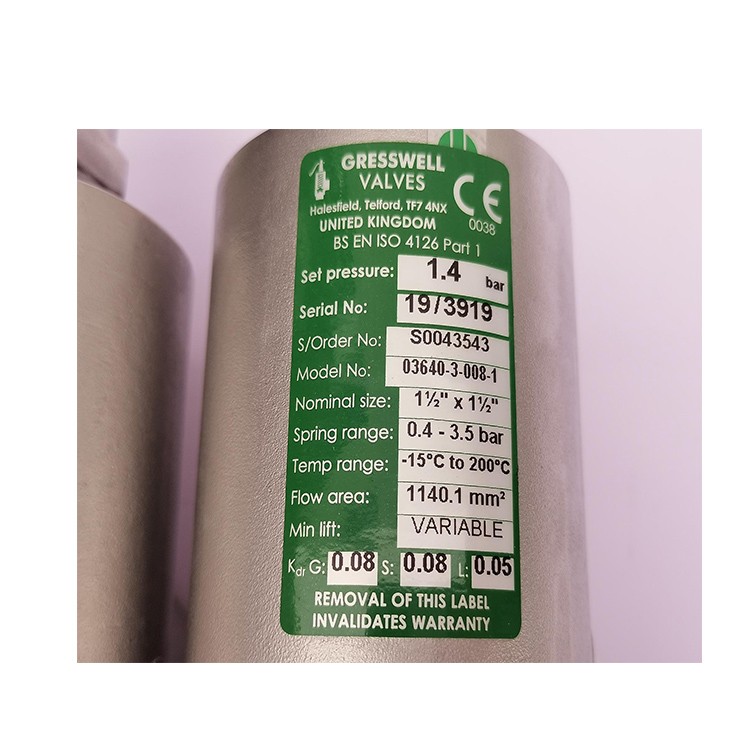 GRESSWELL
VALVES
CE
Halesfield, Telford, TF7 4NX
0038
UNITED KINGDOM
BS EN ISO 4126 Part 1
Set pressure: 1.4 bar
Serial No: 19/3919
S/Order No: S0043543
Model No: 03640-3-008-1
Nominal size: 1½" x 1½"
Spring range: 0.4 - 3.5 bar
Temp range: -15°C to 200°C
Flow area: 1140.1 mm²
Min lift: VARIABLE
Kdr G: 0.08 S: 0.08 L: 0.05
REMOVAL OF THIS LABEL
INVALIDATES WARRANTY